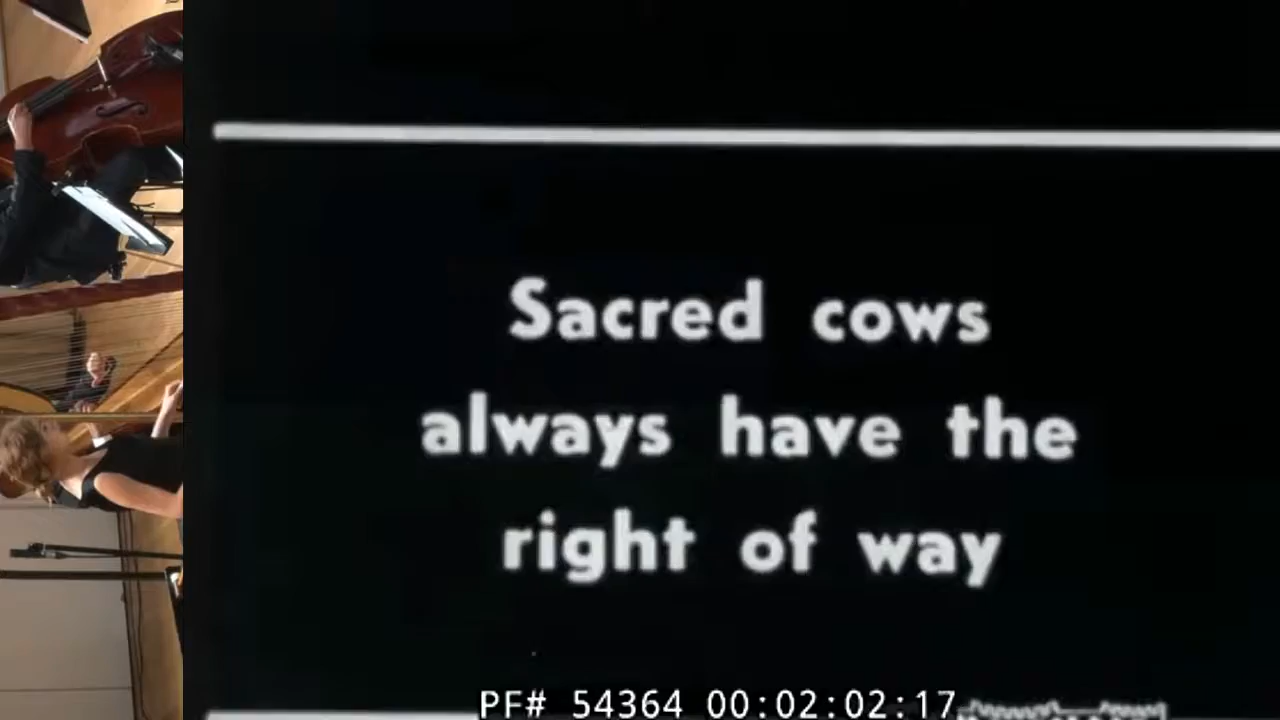 Sacred cows
always have the
right of way
PF# 54364 00:02:02:17